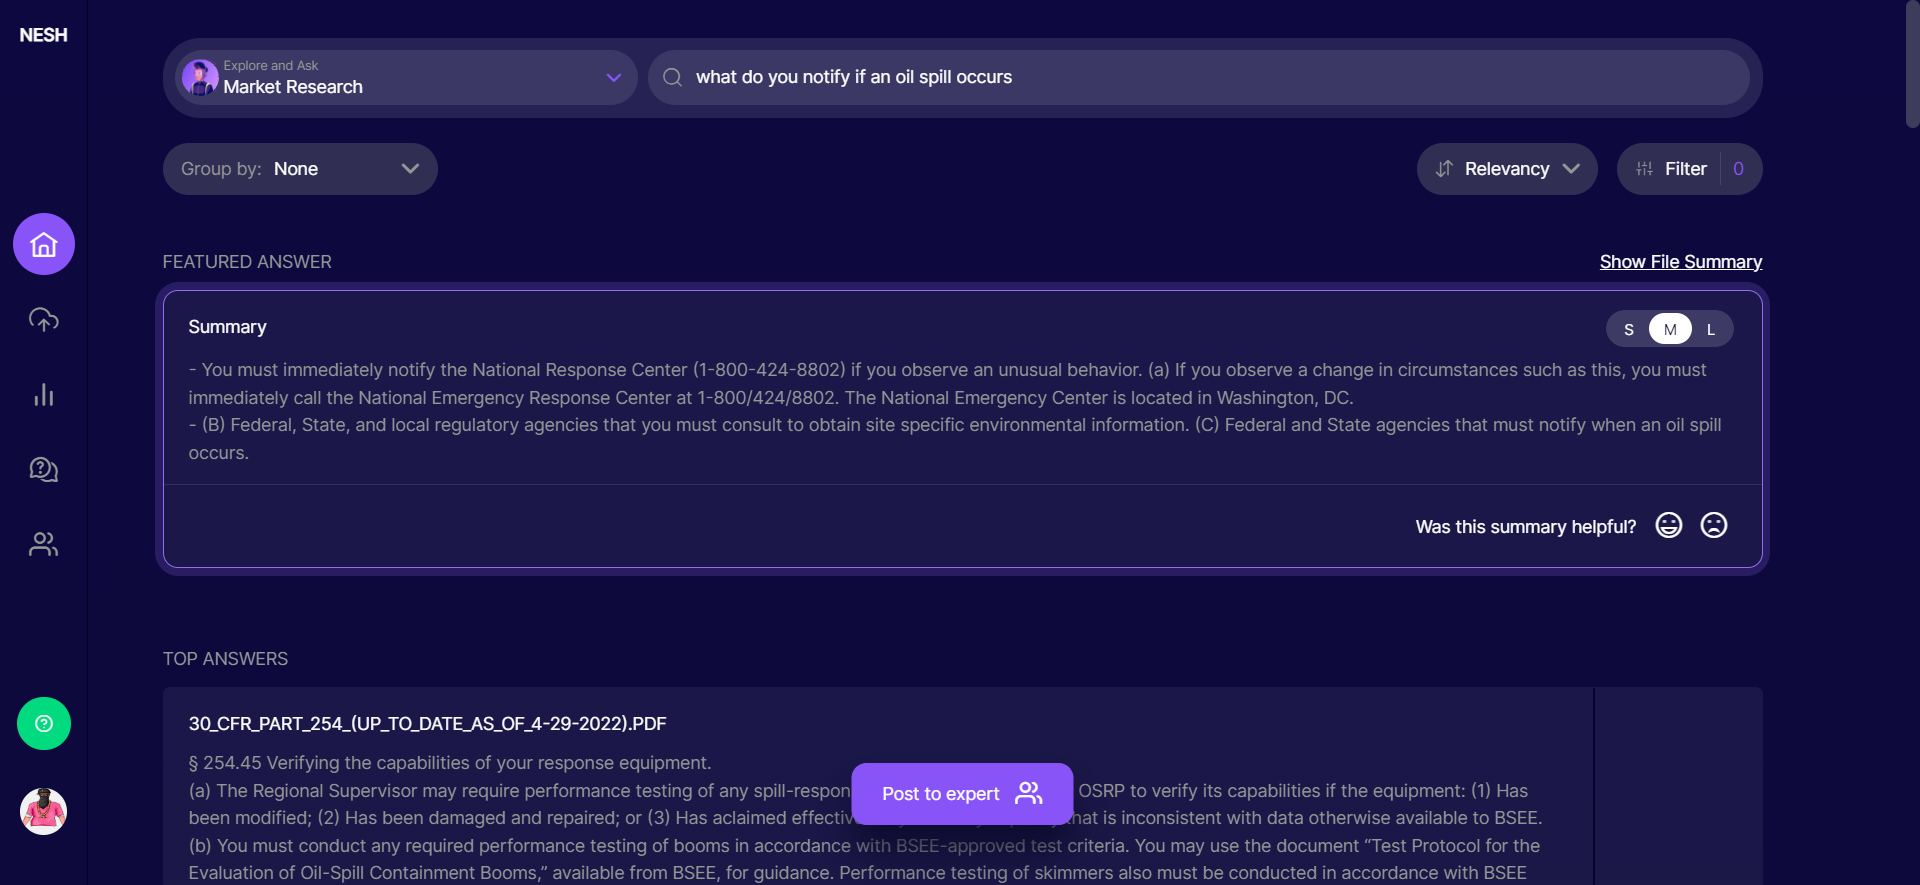 NESH
Explore and Ask
Market Research
what do you notify if an oil spill occurs
Group by: None
Relevancy
Filter 0
FEATURED ANSWER
Show File Summary
Summary
S M L
- You must immediately notify the National Response Center (1-800-424-8802) if you observe an unusual behavior. (a) If you observe a change in circumstances such as this, you must
immediately call the National Emergency Response Center at 1-800/424/8802. The National Emergency Center is located in Washington, DC.
- (B) Federal, State, and local regulatory agencies that you must consult to obtain site specific environmental information. (C) Federal and State agencies that must notify when an oil spill
occurs.
Was this summary helpful?
TOP ANSWERS
30_CFR_PART_254_(UP_TO_DATE_AS_OF_4-29-2022).PDF
§ 254.45 Verifying the capabilities of your response equipment.
(a) The Regional Supervisor may require performance testing of any spill-respon OSRP to verify its capabilities if the equipment: (1) Has
been modified; (2) Has been damaged and repaired; or (3) Has aclaimed effectiv that is inconsistent with data otherwise available to BSEE.
Post to expert
(b) You must conduct any required performance testing of booms in accordance with BSEE-approved test criteria. You may use the document “Test Protocol for the
Evaluation of Oil-Spill Containment Booms,” available from BSEE, for guidance. Performance testing of skimmers also must be conducted in accordance with BSEE